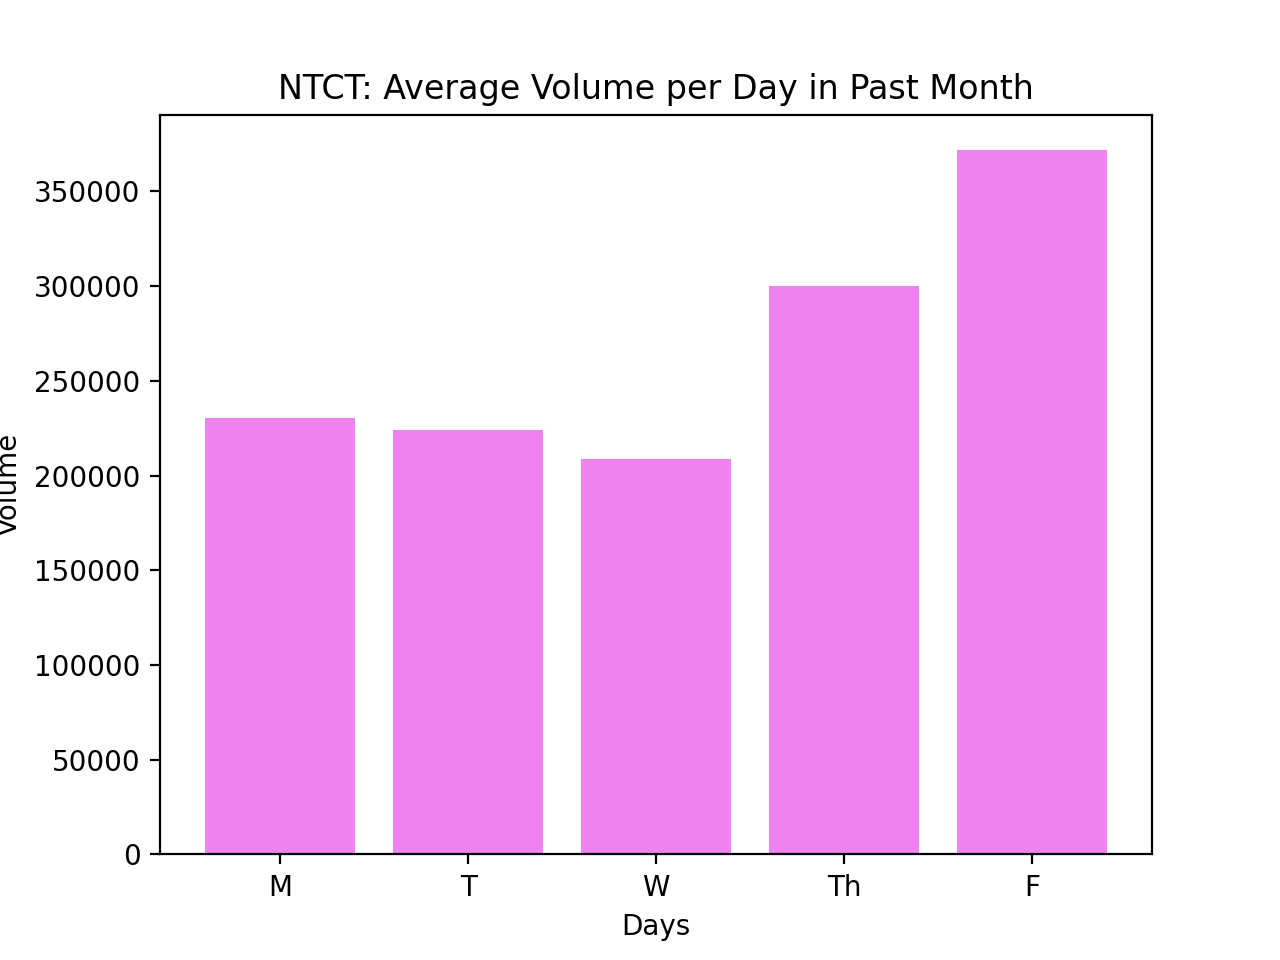 NTCT: Average Volume per Day in Past Month
Volume
350000
300000
250000
200000
150000
100000
50000
0
M T W Th F
Days